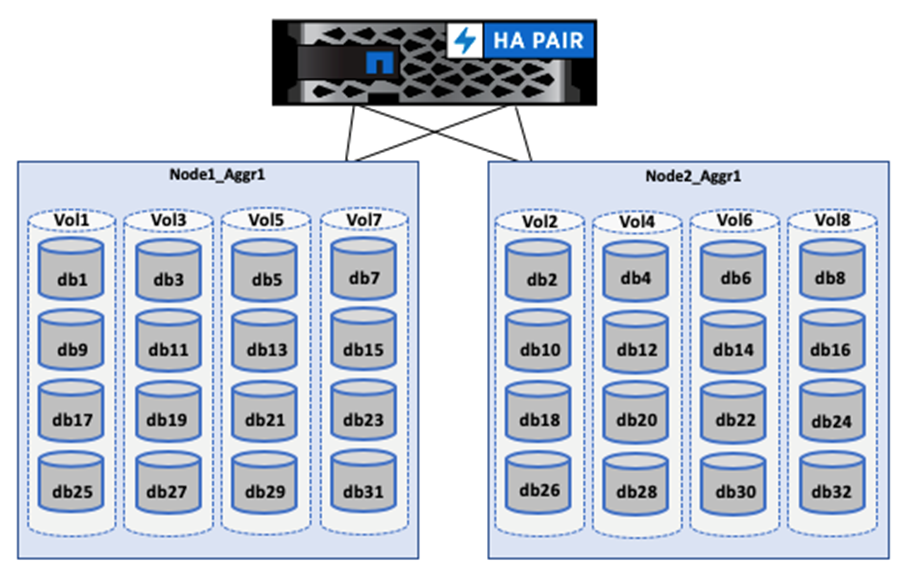 HA PAIR
Node1_Aggr1
Vol1 Vol3 Vol5 Vol7
db1 db3 db5 db7
db9 db11 db13 db15
db17 db19 db21 db23
db25 db27 db29 db31
Node2_Aggr1
Vol2 Vol4 Vol6 Vol8
db2 db4 db6 db8
db10 db12 db14 db16
db18 db20 db22 db24
db26 db28 db30 db32